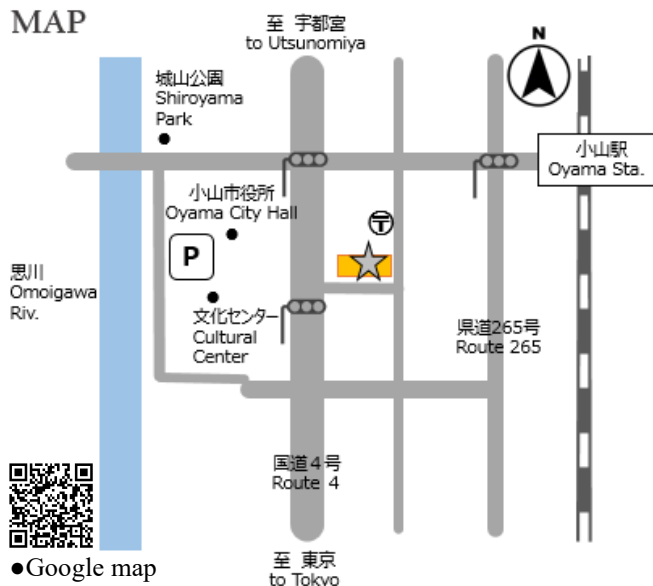 MAP
至 宇都宮
to Utsunomiya
N
城山公園
Shiroyama
Park
小山駅
Oyama Sta.
小山市役所
Oyama City Hall
〒
P
思川
Omoigawa
Riv.
文化センター
Cultural
Center
県道265号
Route 265
国道4号
Route 4
●Google map
至 東京
to Tokyo